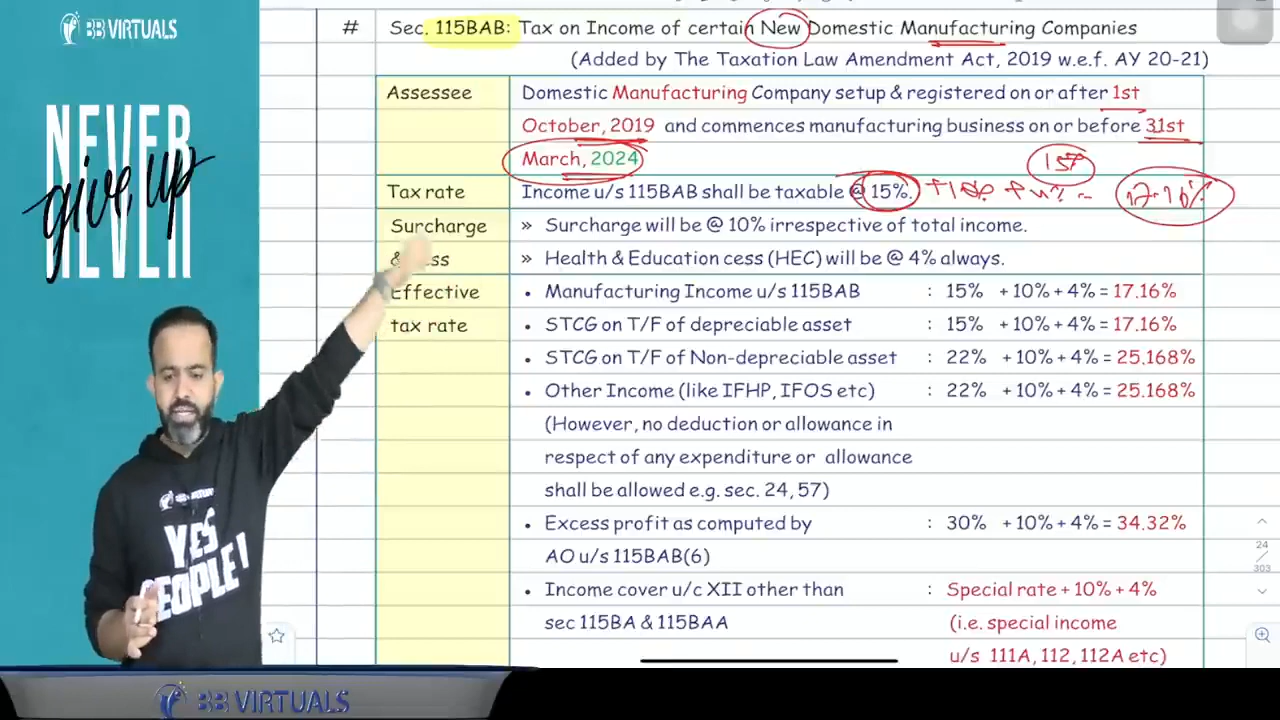 BB VIRTUALS
NEVER
give up
NEVER
YES
PEOPLE!
# Sec. 115BAB: Tax on Income of certain New Domestic Manufacturing Companies
(Added by The Taxation Law Amendment Act, 2019 w.e.f. AY 20-21)
Assessee Domestic Manufacturing Company setup & registered on or after 1st
October, 2019 and commences manufacturing business on or before 31st
March, 2024
Tax rate Income u/s 115BAB shall be taxable @ 15%. + 10% + 4% = 17.16%
Surcharge » Surcharge will be @ 10% irrespective of total income.
» Health & Education cess (HEC) will be @ 4% always.
Effective • Manufacturing Income u/s 115BAB : 15% +10% + 4% = 17.16%
tax rate • STCG on T/F of depreciable asset : 15% +10% + 4% = 17.16%
• STCG on T/F of Non-depreciable asset : 22% +10% + 4% = 25.168%
• Other Income (like IFHP, IFOS etc) : 22% +10% + 4% = 25.168%
(However, no deduction or allowance in
respect of any expenditure or allowance
shall be allowed e.g. sec. 24, 57)
• Excess profit as computed by : 30% +10% + 4% = 34.32%
AO u/s 115BAB(6)
• Income cover u/c XII other than : Special rate + 10% + 4%
sec 115BA & 115BAA (i.e. special income
u/s 111A, 112, 112A etc)
24
303
BB VIRTUALS